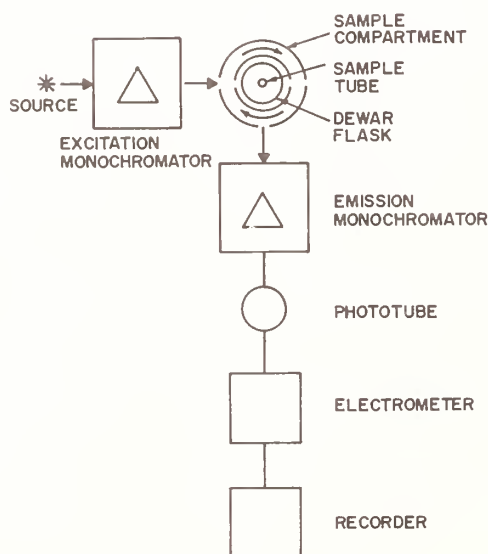 SAMPLE
COMPARTMENT
SAMPLE
TUBE
DEWAR
FLASK
SOURCE
EXCITATION
MONOCHROMATOR
EMISSION
MONOCHROMATOR
PHOTOTUBE
ELECTROMETER
RECORDER